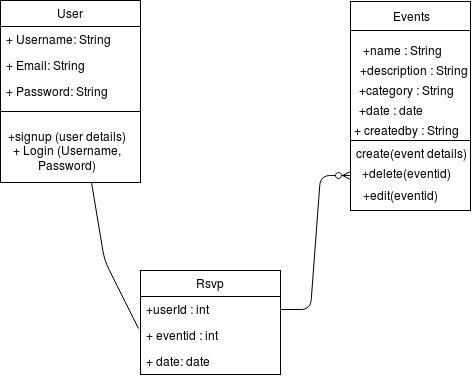 User
+ Username: String
+ Email: String
+ Password: String
+signup (user details)
+ Login (Username,
Password)
Events
+name : String
+description : String
+category : String
+date : date
+ createdby : String
create(event details)
+delete(eventid)
+edit(eventid)
Rsvp
+userId : int
+ eventid : int
+ date: date